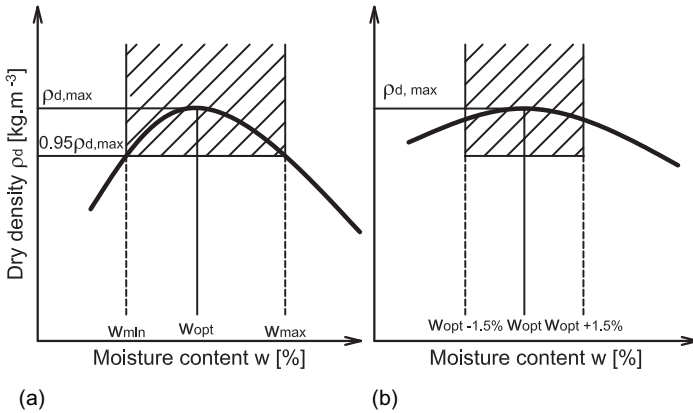 Dry density ρd [kg.m-3]
ρd,max
0.95ρd,max
wmin
wopt
wmax
Moisture content w [%]
(a)
ρd, max
wopt -1.5%
wopt
wopt +1.5%
Moisture content w [%]
(b)